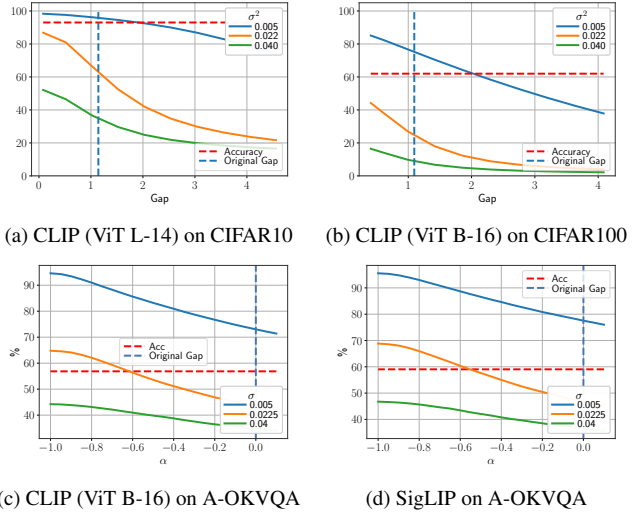 100
80
60
40
20
0
0 1 2 3 4
Gap
σ²
0.005
0.022
0.040
Accuracy
Original Gap
100
80
60
40
20
0
1 2 3 4
Gap
σ²
0.005
0.022
0.040
Accuracy
Original Gap
(a) CLIP (ViT L-14) on CIFAR10
(b) CLIP (ViT B-16) on CIFAR100
%
90
80
70
60
50
40
-1.0 -0.8 -0.6 -0.4 -0.2 0.0
α
Acc
Original Gap
σ
0.005
0.0225
0.04
%
90
80
70
60
50
40
-1.0 -0.8 -0.6 -0.4 -0.2 0.0
α
Acc
Original Gap
σ
0.005
0.0225
0.04
(c) CLIP (ViT B-16) on A-OKVQA
(d) SigLIP on A-OKVQA